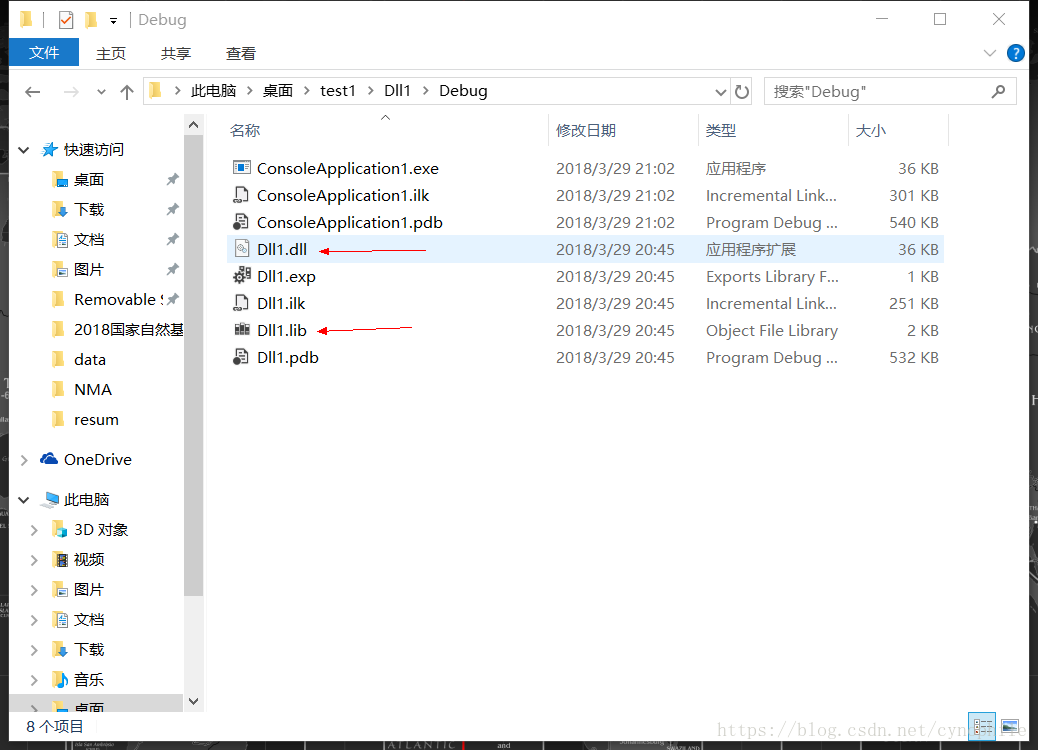 Debug
文件 主页 共享 查看
此电脑 桌面 test1 Dll1 Debug 搜索"Debug"
名称 修改日期 类型 大小
ConsoleApplication1.exe 2018/3/29 21:02 应用程序 36 KB
ConsoleApplication1.ilk 2018/3/29 21:02 Incremental Link... 301 KB
ConsoleApplication1.pdb 2018/3/29 21:02 Program Debug ... 540 KB
Dll1.dll 2018/3/29 20:45 应用程序扩展 36 KB
Dll1.exp 2018/3/29 20:45 Exports Library F... 1 KB
Dll1.ilk 2018/3/29 20:45 Incremental Link... 251 KB
Dll1.lib 2018/3/29 20:45 Object File Library 2 KB
Dll1.pdb 2018/3/29 20:45 Program Debug ... 532 KB
快速访问
桌面
下载
文档
图片
Removable
2018国家自然基
data
NMA
resum
OneDrive
此电脑
3D 对象
视频
图片
文档
下载
音乐
桌面
8 个项目
ATLANTIC and